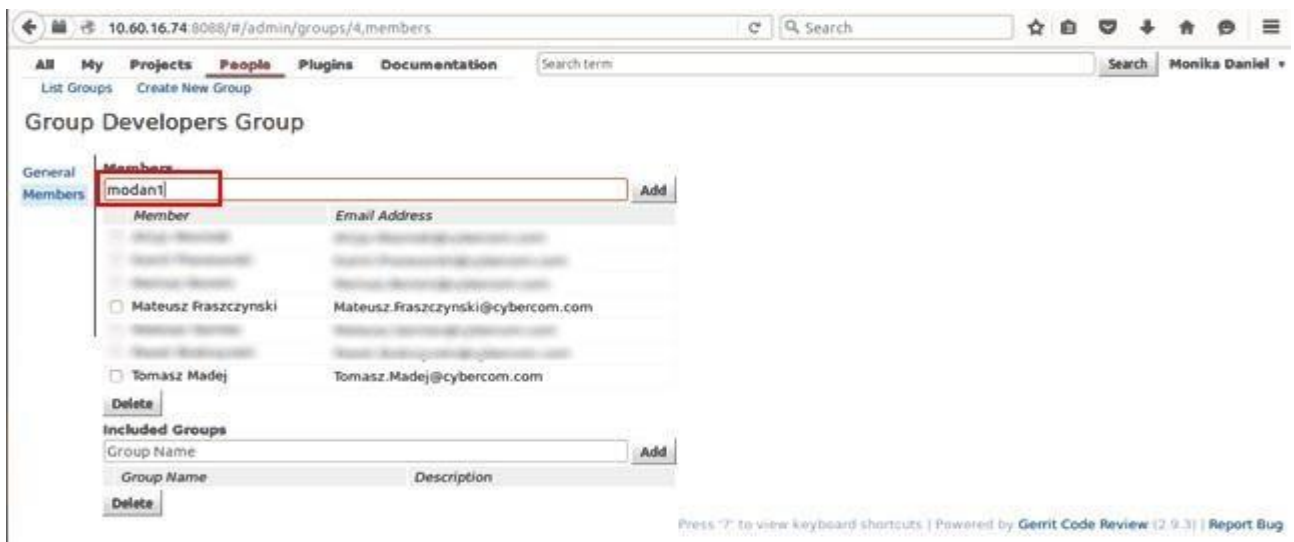 10.60.16.74:8088/#/admin/groups/4,members Search
All My Projects People Plugins Documentation Search term Search Monika Daniel
List Groups Create New Group
Group Developers Group
General
Members
Members
modan1 Add
Member Email Address
Mateusz Fraszczynski Mateusz.Fraszczynski@cybercom.com
Tomasz Madej Tomasz.Madej@cybercom.com
Delete
Included Groups
Group Name Add
Group Name Description
Delete
Press '?' to view keyboard shortcuts | Powered by Gerrit Code Review (2.9.3) | Report Bug